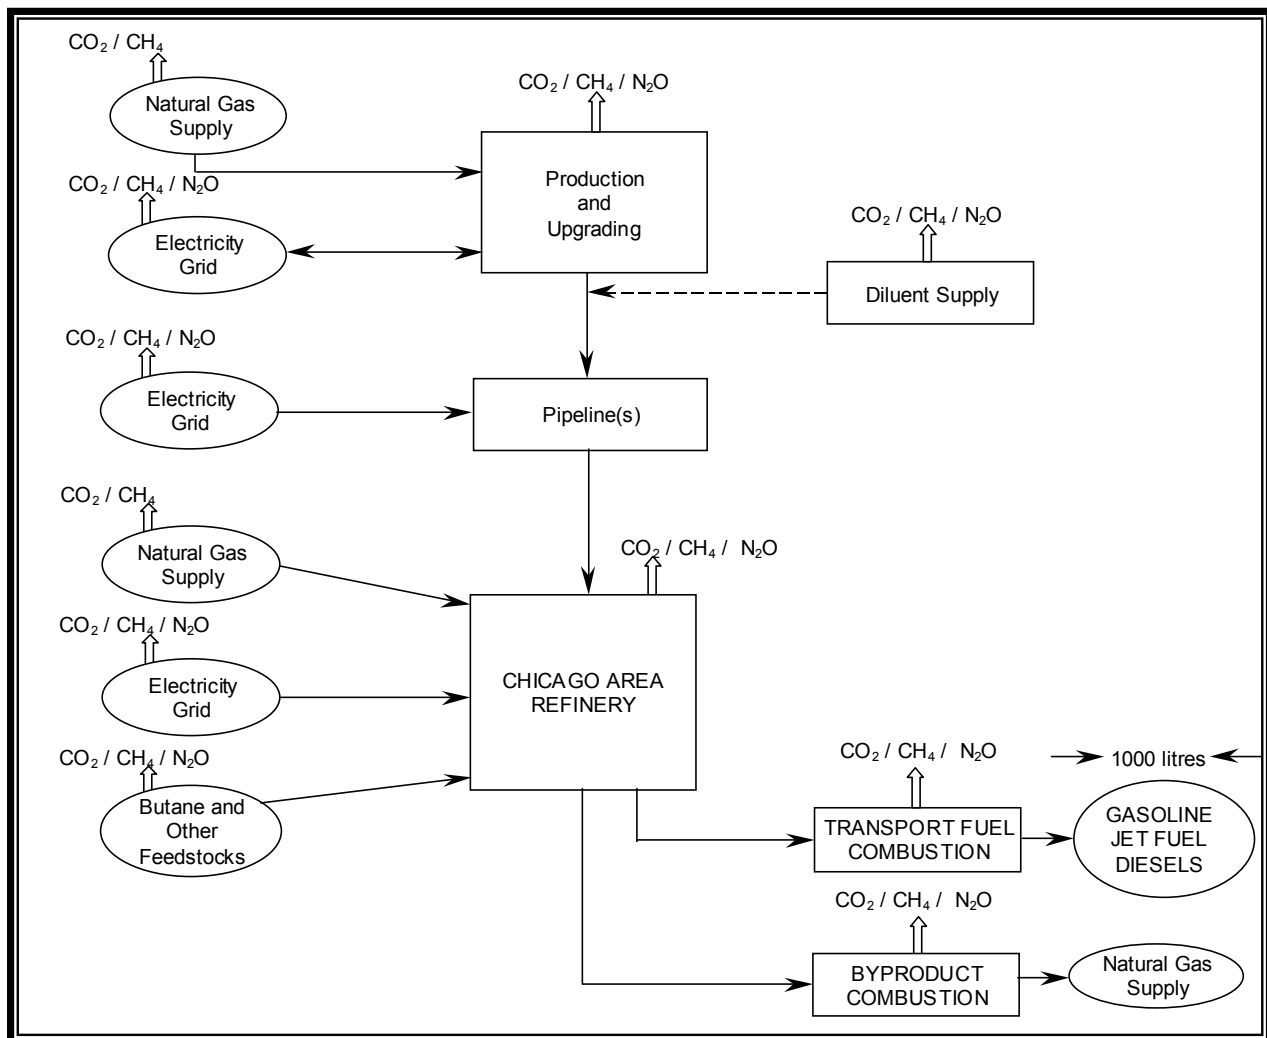 CO₂ / CH₄
Natural Gas
Supply
CO₂ / CH₄ / N₂O
Production
and
Upgrading
CO₂ / CH₄ / N₂O
Electricity
Grid
CO₂ / CH₄ / N₂O
Diluent Supply
CO₂ / CH₄ / N₂O
Electricity
Grid
Pipeline(s)
CO₂ / CH₄
Natural Gas
Supply
CO₂ / CH₄ / N₂O
CO₂ / CH₄ / N₂O
Electricity
Grid
CHICAGO AREA
REFINERY
CO₂ / CH₄ / N₂O
Butane and
Other
Feedstocks
CO₂ / CH₄ / N₂O
1000 litres
TRANSPORT FUEL
COMBUSTION
GASOLINE
JET FUEL
DIESELS
CO₂ / CH₄ / N₂O
BYPRODUCT
COMBUSTION
Natural Gas
Supply